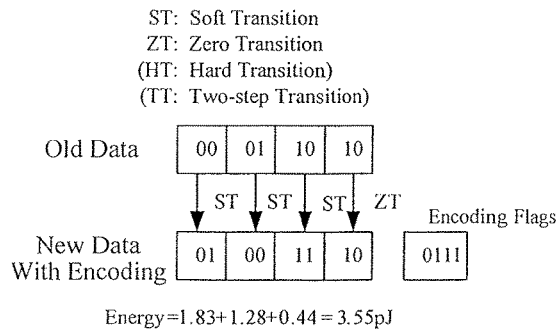 ST: Soft Transition
ZT: Zero Transition
(HT: Hard Transition)
(TT: Two-step Transition)
Old Data 00 01 10 10
ST ST ST ZT
Encoding Flags
New Data
With Encoding 01 00 11 10 0111
Energy=1.83+1.28+0.44=3.55pJ